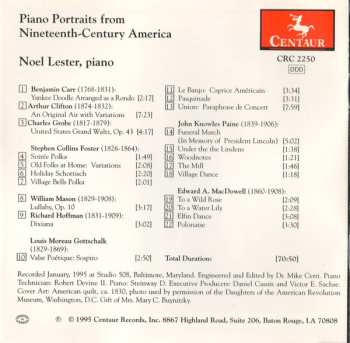 Piano Portraits from
Nineteenth-Century America
Noel Lester, piano
CENTAUR
CRC 2250
DDD
1 Benjamin Carr (1768-1831):
Yankee Doodle Arranged as a Rondo [2:17]
2 Arthur Clifton (1874-1832):
An Original Air with Variations [7:23]
3 Charles Grobe (1817-1879):
United States Grand Waltz, Op. 43 [4:17]
Stephen Collins Foster (1826-1864):
4 Soirée Polka [1:49]
5 Old Folks at Home: Variations [2:08]
6 Holiday Schottisch [2:20]
7 Village Bells Polka [2:01]
8 William Mason (1829-1908):
Lullaby, Op. 10 [3:17]
9 Richard Hoffman (1831-1909):
Dixiana [3:02]
Louis Moreau Gottschalk
(1829-1869):
10 Valse Poétique: Sospiro [2:50]
11 Le Banjo: Caprice Américain [3:34]
12 Pasquinade [3:31]
13 Union: Paraphrase de Concert [7:59]
John Knowles Paine (1839-1906):
14 Funeral March
(In Memory of President Lincoln) [5:02]
15 Under the Lindens [1:38]
16 Woodnotes [1:21]
17 The Mill [1:46]
18 Village Dance [1:18]
Edward A. MacDowell (1860-1908):
19 To a Wild Rose [2:09]
20 To a Water Lily [2:28]
21 Elfin Dance [3:08]
22 Polonaise [3:30]
Total Duration: [70:50]
Recorded January, 1995 at Studio 508, Baltimore, Maryland. Engineered and Edited by Dr. Mike Cerri. Piano
Technician: Robert Devine II. Piano: Steinway D. Executive Producers: Daniel Cassin and Victor E. Sachse.
Cover Art: American quilt, ca. 1830, photo used by permission of the Daughters of the American Revolution
Museum, Washington, D.C. Gift of Mrs. Mary C. Buynitzky.
℗ © 1995 Centaur Records, Inc. 8867 Highland Road, Suite 206, Baton Rouge, LA 70808